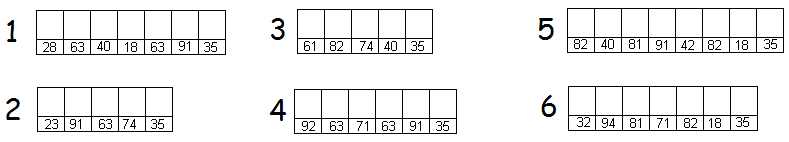 1 28 63 40 18 63 91 35
2 23 91 63 74 35
3 61 82 74 40 35
4 92 63 71 63 91 35
5 82 40 81 91 42 82 18 35
6 32 94 81 71 82 18 35